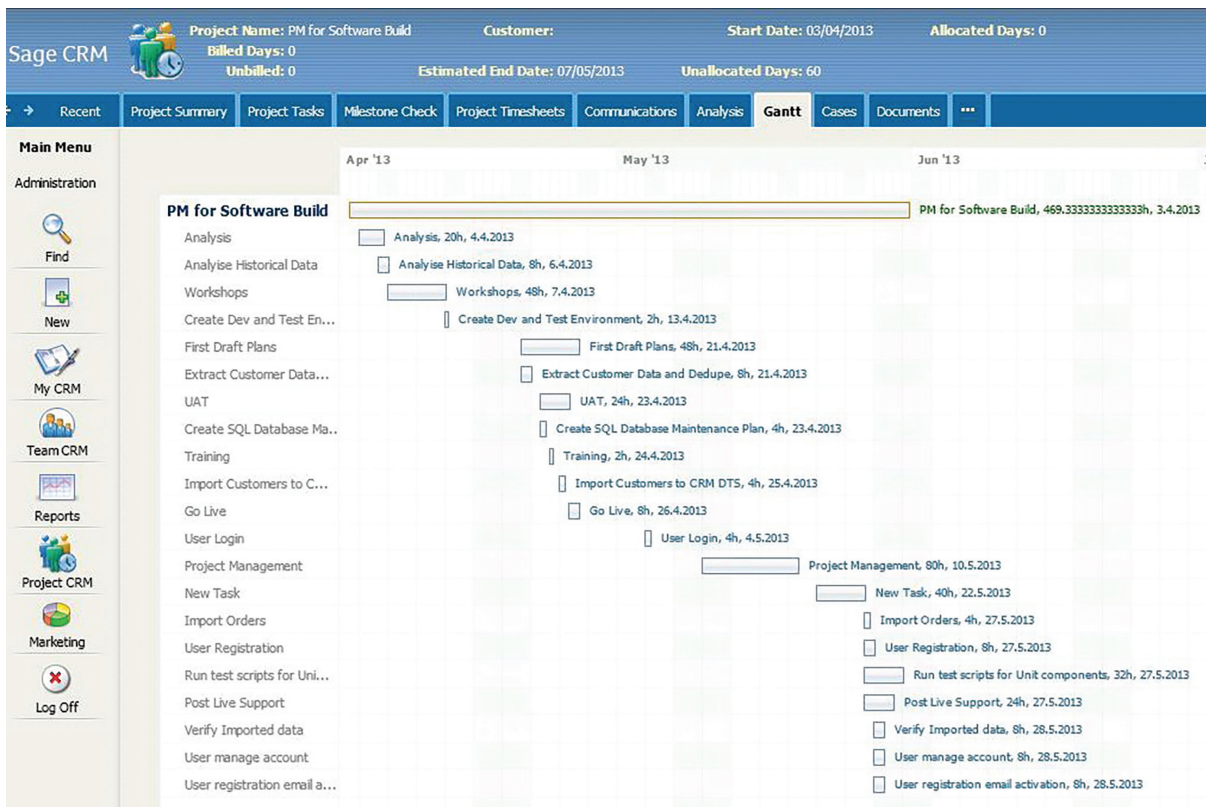 Sage CRM
Project Name: PM for Software Build Customer: Start Date: 03/04/2013 Allocated Days: 0
Billed Days: 0
Unbilled: 0 Estimated End Date: 07/05/2013 Unallocated Days: 60
Recent Project Summary Project Tasks Milestone Check Project Timesheets Communications Analysis Gantt Cases Documents ...
Main Menu
Administration
Find
New
My CRM
Team CRM
Reports
Project CRM
Marketing
Log Off
Apr '13 May '13 Jun '13
PM for Software Build PM for Software Build, 469.3333333333333h, 3.4.2013
Analysis Analysis, 20h, 4.4.2013
Analyise Historical Data Analyise Historical Data, 8h, 6.4.2013
Workshops Workshops, 48h, 7.4.2013
Create Dev and Test En... Create Dev and Test Environment, 2h, 13.4.2013
First Draft Plans First Draft Plans, 48h, 21.4.2013
Extract Customer Data... Extract Customer Data and Dedupe, 8h, 21.4.2013
UAT UAT, 24h, 23.4.2013
Create SQL Database Ma.. Create SQL Database Maintenance Plan, 4h, 23.4.2013
Training Training, 2h, 24.4.2013
Import Customers to C... Import Customers to CRM DTS, 4h, 25.4.2013
Go Live Go Live, 8h, 26.4.2013
User Login User Login, 4h, 4.5.2013
Project Management Project Management, 80h, 10.5.2013
New Task New Task, 40h, 22.5.2013
Import Orders Import Orders, 4h, 27.5.2013
User Registration User Registration, 8h, 27.5.2013
Run test scripts for Uni... Run test scripts for Unit components, 32h, 27.5.2013
Post Live Support Post Live Support, 24h, 27.5.2013
Verify Imported data Verify Imported data, 8h, 28.5.2013
User manage account User manage account, 8h, 28.5.2013
User registration email a... User registration email activation, 8h, 28.5.2013